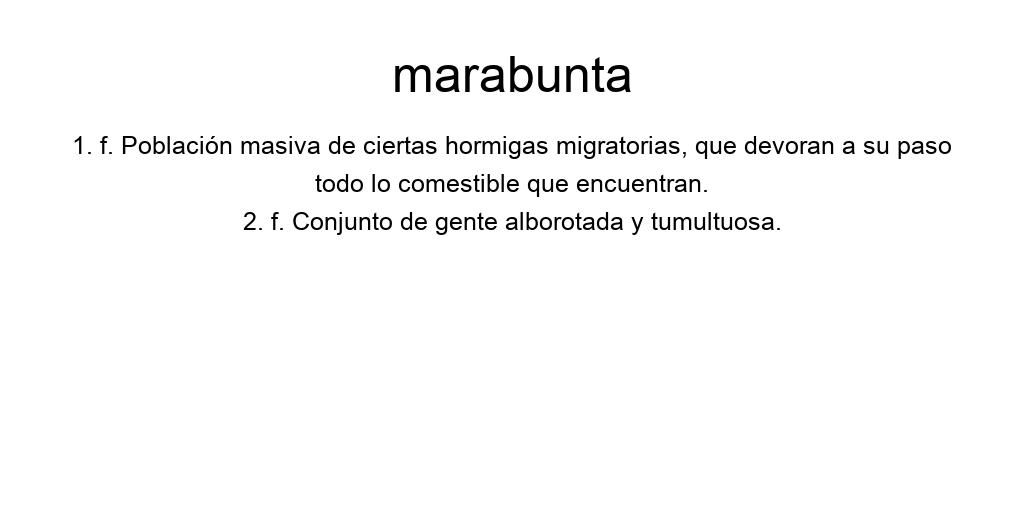 marabunta
1. f. Población masiva de ciertas hormigas migratorias, que devoran a su paso
todo lo comestible que encuentran.
2. f. Conjunto de gente alborotada y tumultuosa.